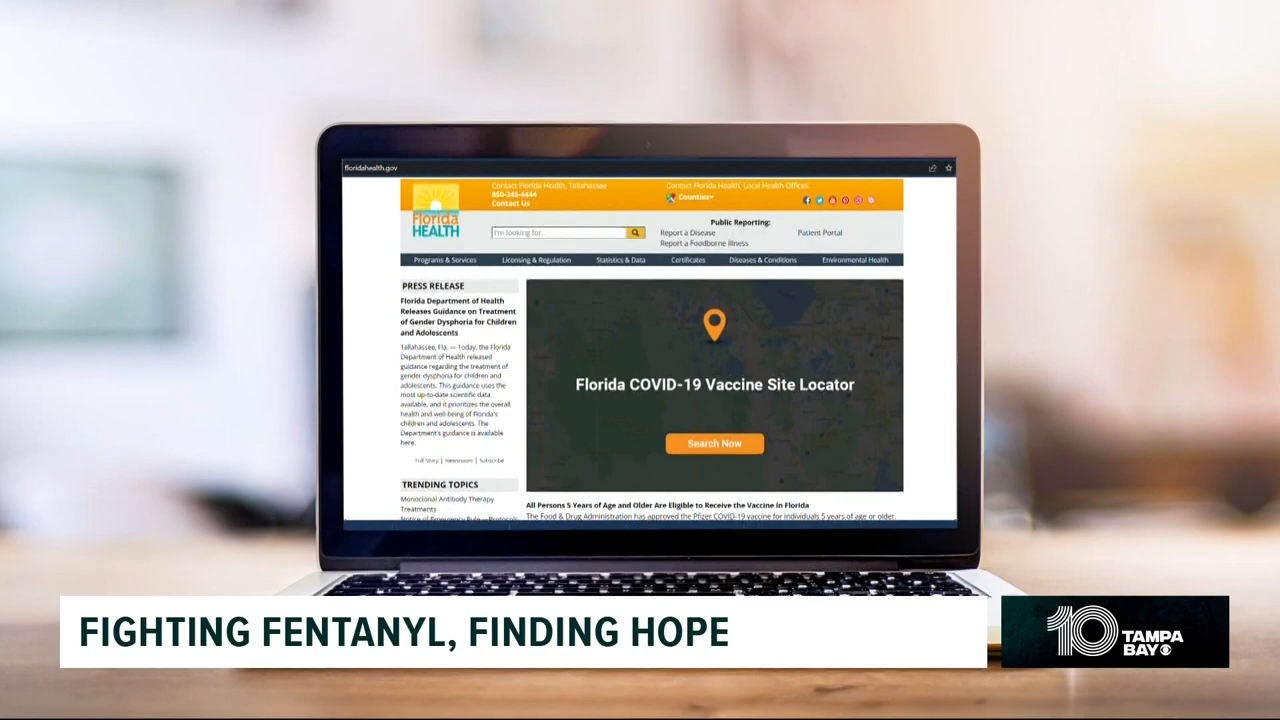 floridahealth.gov
Florida
HEALTH
Contact Florida Health, Tallahassee
850-245-4444
Contact Us
Contact Florida Health, Local Health Offices
Counties
I'm looking for...
Public Reporting:
Report a Disease
Report a Foodborne Illness
Patient Portal
Programs & Services
Licensing & Regulation
Statistics & Data
Certificates
Diseases & Conditions
Environmental Health
PRESS RELEASE
Florida Department of Health
Releases Guidance on Treatment
of Gender Dysphoria for Children
and Adolescents
Tallahassee, Fla. — Today, the Florida
Department of Health released
guidance regarding the treatment of
gender dysphoria for children and
adolescents. This guidance uses the
most up-to-date scientific data
available, and it prioritizes the overall
health and well-being of Florida's
children and adolescents. The
Department's guidance is available
here.
Full Story | Newsroom | Subscribe
TRENDING TOPICS
Monoclonal Antibody Therapy
Treatments
Notice of Emergency Rule—Protocols
Florida COVID-19 Vaccine Site Locator
Search Now
All Persons 5 Years of Age and Older Are Eligible to Receive the Vaccine in Florida
The Food & Drug Administration has approved the Pfizer COVID-19 vaccine for individuals 5 years of age or older.
FIGHTING FENTANYL, FINDING HOPE
10 TAMPA
BAY